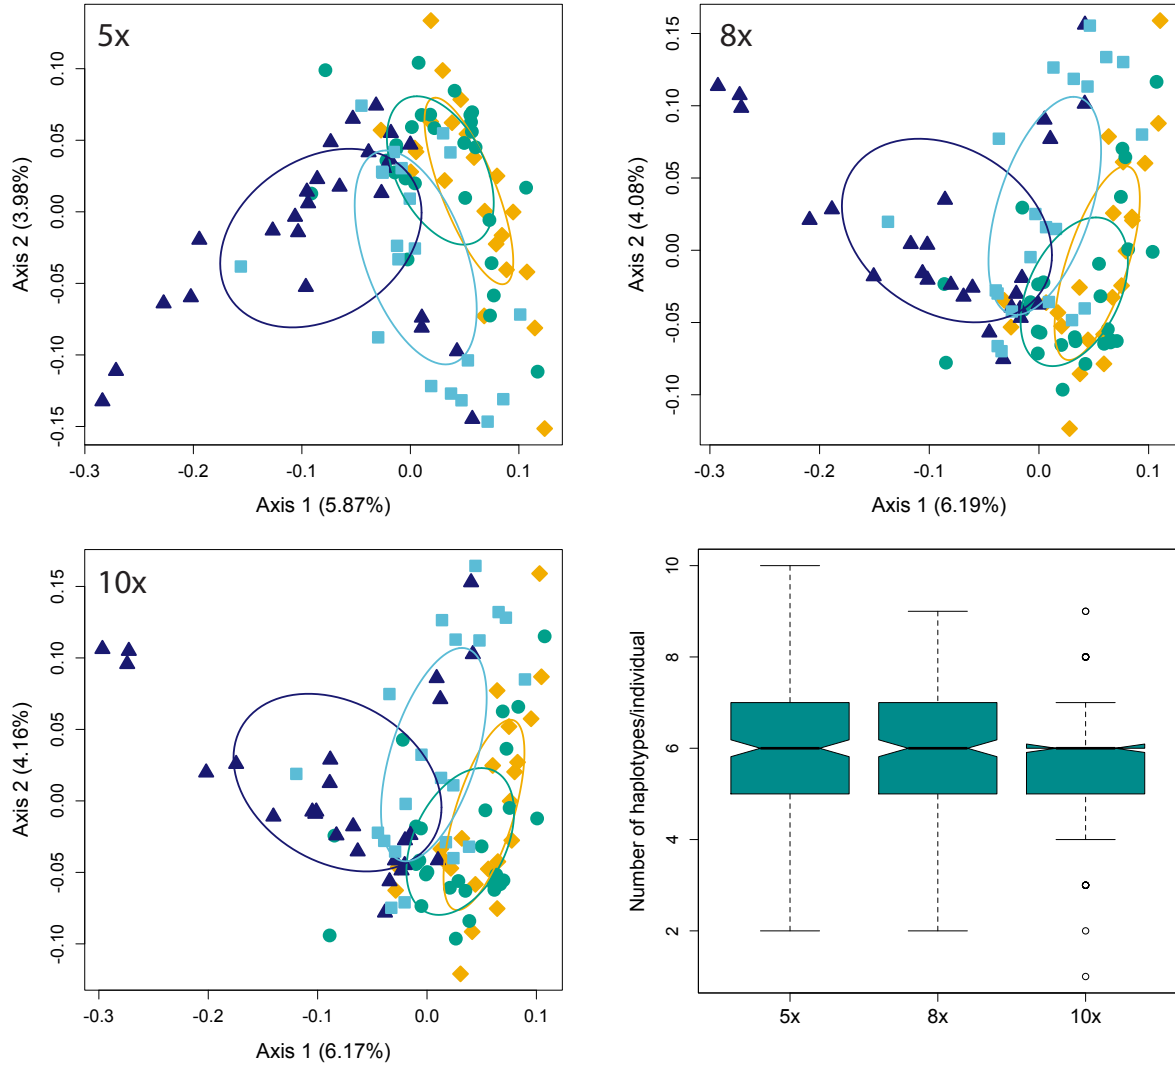 5x
0.10
0.05
0.00
-0.05
-0.10
-0.15
Axis 2 (3.98%)
-0.3
-0.2
-0.1
0.0
0.1
Axis 1 (5.87%)
8x
0.15
0.10
0.05
0.00
-0.05
-0.10
Axis 2 (4.08%)
-0.3
-0.2
-0.1
0.0
0.1
Axis 1 (6.19%)
10x
0.15
0.10
0.05
0.00
-0.05
-0.10
Axis 2 (4.16%)
-0.3
-0.2
-0.1
0.0
0.1
Axis 1 (6.17%)
10
8
6
4
2
Number of haplotypes/individual
5x
8x
10x